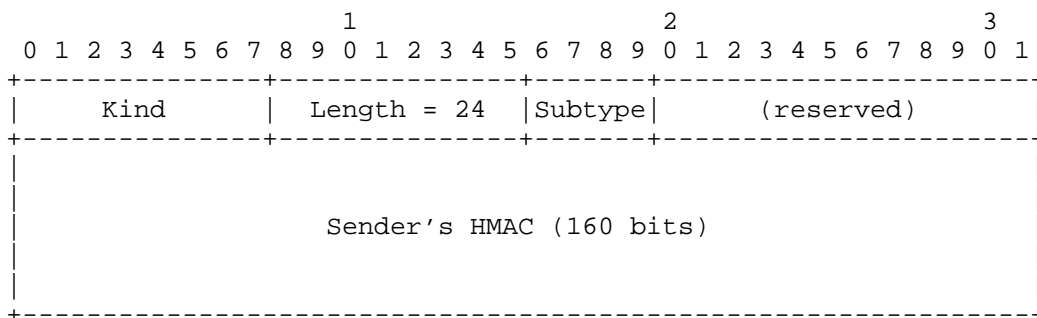 1 2 3
0 1 2 3 4 5 6 7 8 9 0 1 2 3 4 5 6 7 8 9 0 1 2 3 4 5 6 7 8 9 0 1
Kind Length = 24 Subtype (reserved)
Sender's HMAC (160 bits)